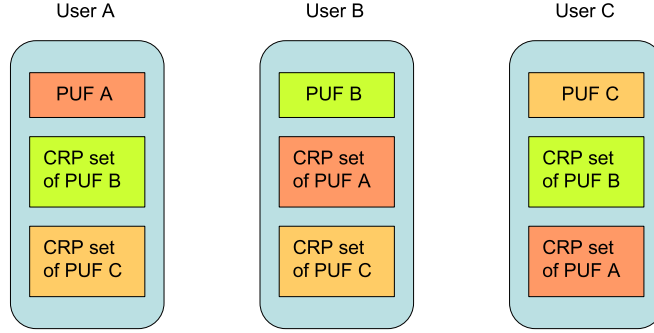 User A
User B
User C
PUF A
CRP set
of PUF B
CRP set
of PUF C
PUF B
CRP set
of PUF A
CRP set
of PUF C
PUF C
CRP set
of PUF B
CRP set
of PUF A